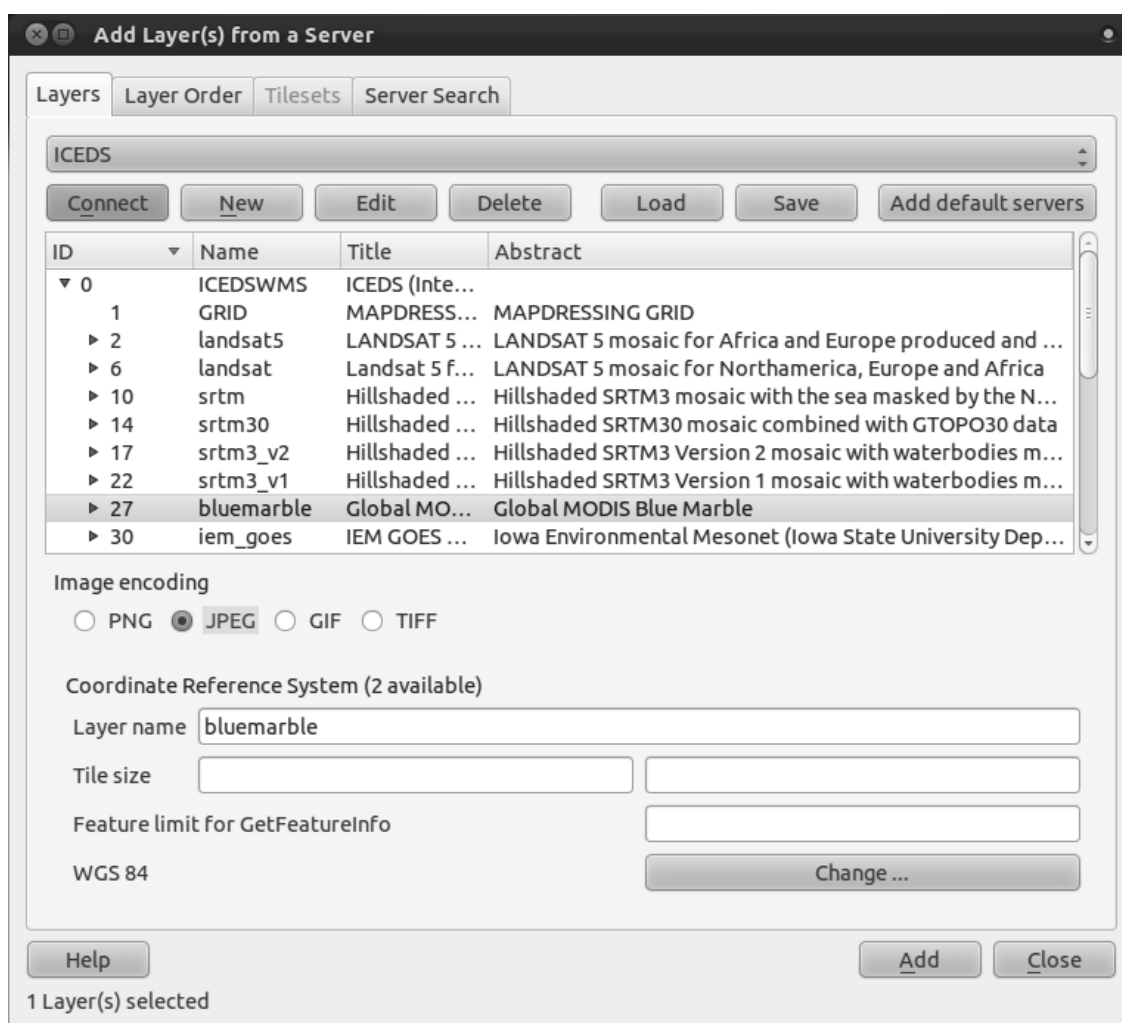 Add Layer(s) from a Server
Layers Layer Order Tilesets Server Search
ICEDS
Connect New Edit Delete Load Save Add default servers
ID Name Title Abstract
0 ICEDSWMS ICEDS (Inte...
1 GRID MAPDRESS... MAPDRESSING GRID
2 landsat5 LANDSAT 5 ... LANDSAT 5 mosaic for Africa and Europe produced and ...
6 landsat Landsat 5 f... LANDSAT 5 mosaic for Northamerica, Europe and Africa
10 srtm Hillshaded ... Hillshaded SRTM3 mosaic with the sea masked by the N...
14 srtm30 Hillshaded ... Hillshaded SRTM30 mosaic combined with GTOPO30 data
17 srtm3_v2 Hillshaded ... Hillshaded SRTM3 Version 2 mosaic with waterbodies m...
22 srtm3_v1 Hillshaded ... Hillshaded SRTM3 Version 1 mosaic with waterbodies m...
27 bluemarble Global MO... Global MODIS Blue Marble
30 iem_goes IEM GOES ... Iowa Environmental Mesonet (Iowa State University Dep...
Image encoding
PNG JPEG GIF TIFF
Coordinate Reference System (2 available)
Layer name bluemarble
Tile size
Feature limit for GetFeatureInfo
WGS 84 Change ...
Help Add Close
1 Layer(s) selected